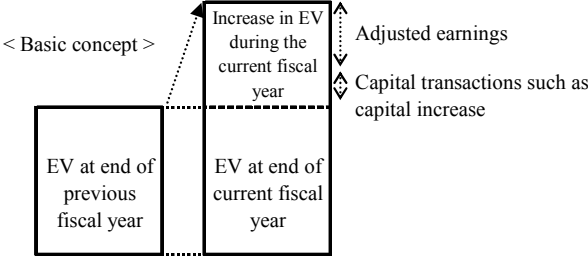 < Basic concept >
Increase in EV
during the
current fiscal
year
Adjusted earnings
Capital transactions such as
capital increase
EV at end of
previous
fiscal year
EV at end of
current fiscal
year